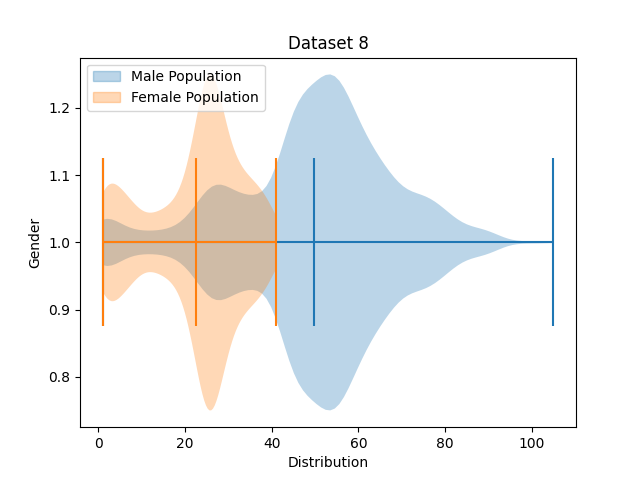 Dataset 8
Male Population
Female Population
1.2
1.1
1.0
0.9
0.8
Gender
0
20
40
60
80
100
Distribution